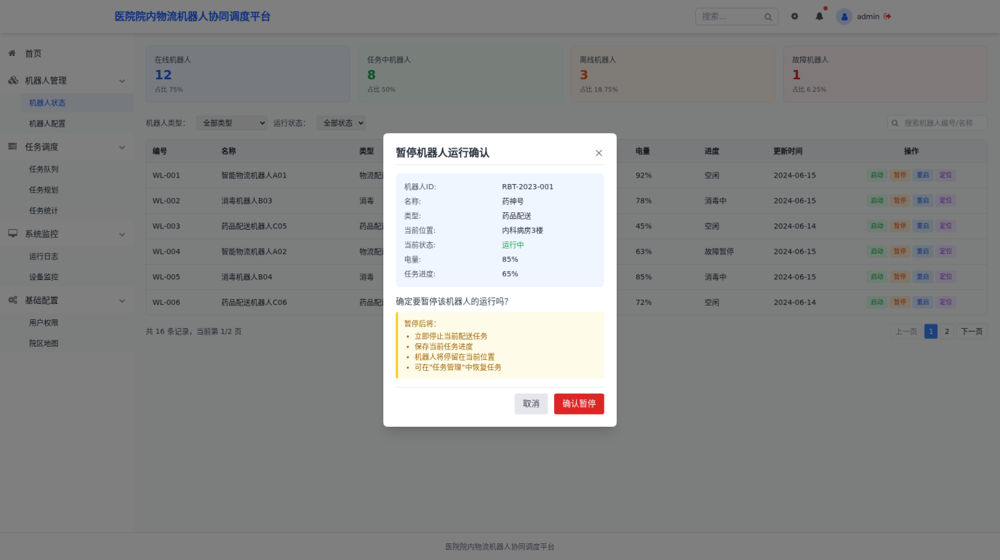 医院院内物流机器人协同调度平台
搜索...
admin
首页
机器人管理
机器人状态
机器人配置
任务调度
任务队列
任务规划
任务统计
系统监控
运行日志
设备监控
基础配置
用户权限
院区地图
在线机器人
12
占比 75%
任务中机器人
8
占比 50%
离线机器人
3
占比 18.75%
故障机器人
1
占比 6.25%
机器人类型: 全部类型 运行状态: 全部状态 搜索机器人编号/名称
编号 名称 类型 电量 进度 更新时间 操作
WL-001 智能物流机器人A01 物流配 92% 空闲 2024-06-15 启动 暂停 重启 定位
WL-002 消毒机器人B03 消毒 78% 消毒中 2024-06-15 启动 暂停 重启 定位
WL-003 药品配送机器人C05 药品配 45% 空闲 2024-06-14 启动 暂停 重启 定位
WL-004 智能物流机器人A02 物流配 63% 故障暂停 2024-06-15 启动 暂停 重启 定位
WL-005 消毒机器人B04 消毒 85% 消毒中 2024-06-15 启动 暂停 重启 定位
WL-006 药品配送机器人C06 药品配 72% 空闲 2024-06-14 启动 暂停 重启 定位
共 16 条记录，当前第 1/2 页
上一页 1 2 下一页
暂停机器人运行确认
机器人ID: RBT-2023-001
名称: 药神号
类型: 药品配送
当前位置: 内科病房3楼
当前状态: 运行中
电量: 85%
任务进度: 65%
确定要暂停该机器人的运行吗？
暂停后将：
• 立即停止当前配送任务
• 保存当前任务进度
• 机器人将停留在当前位置
• 可在"任务管理"中恢复任务
取消 确认暂停
医院院内物流机器人协同调度平台